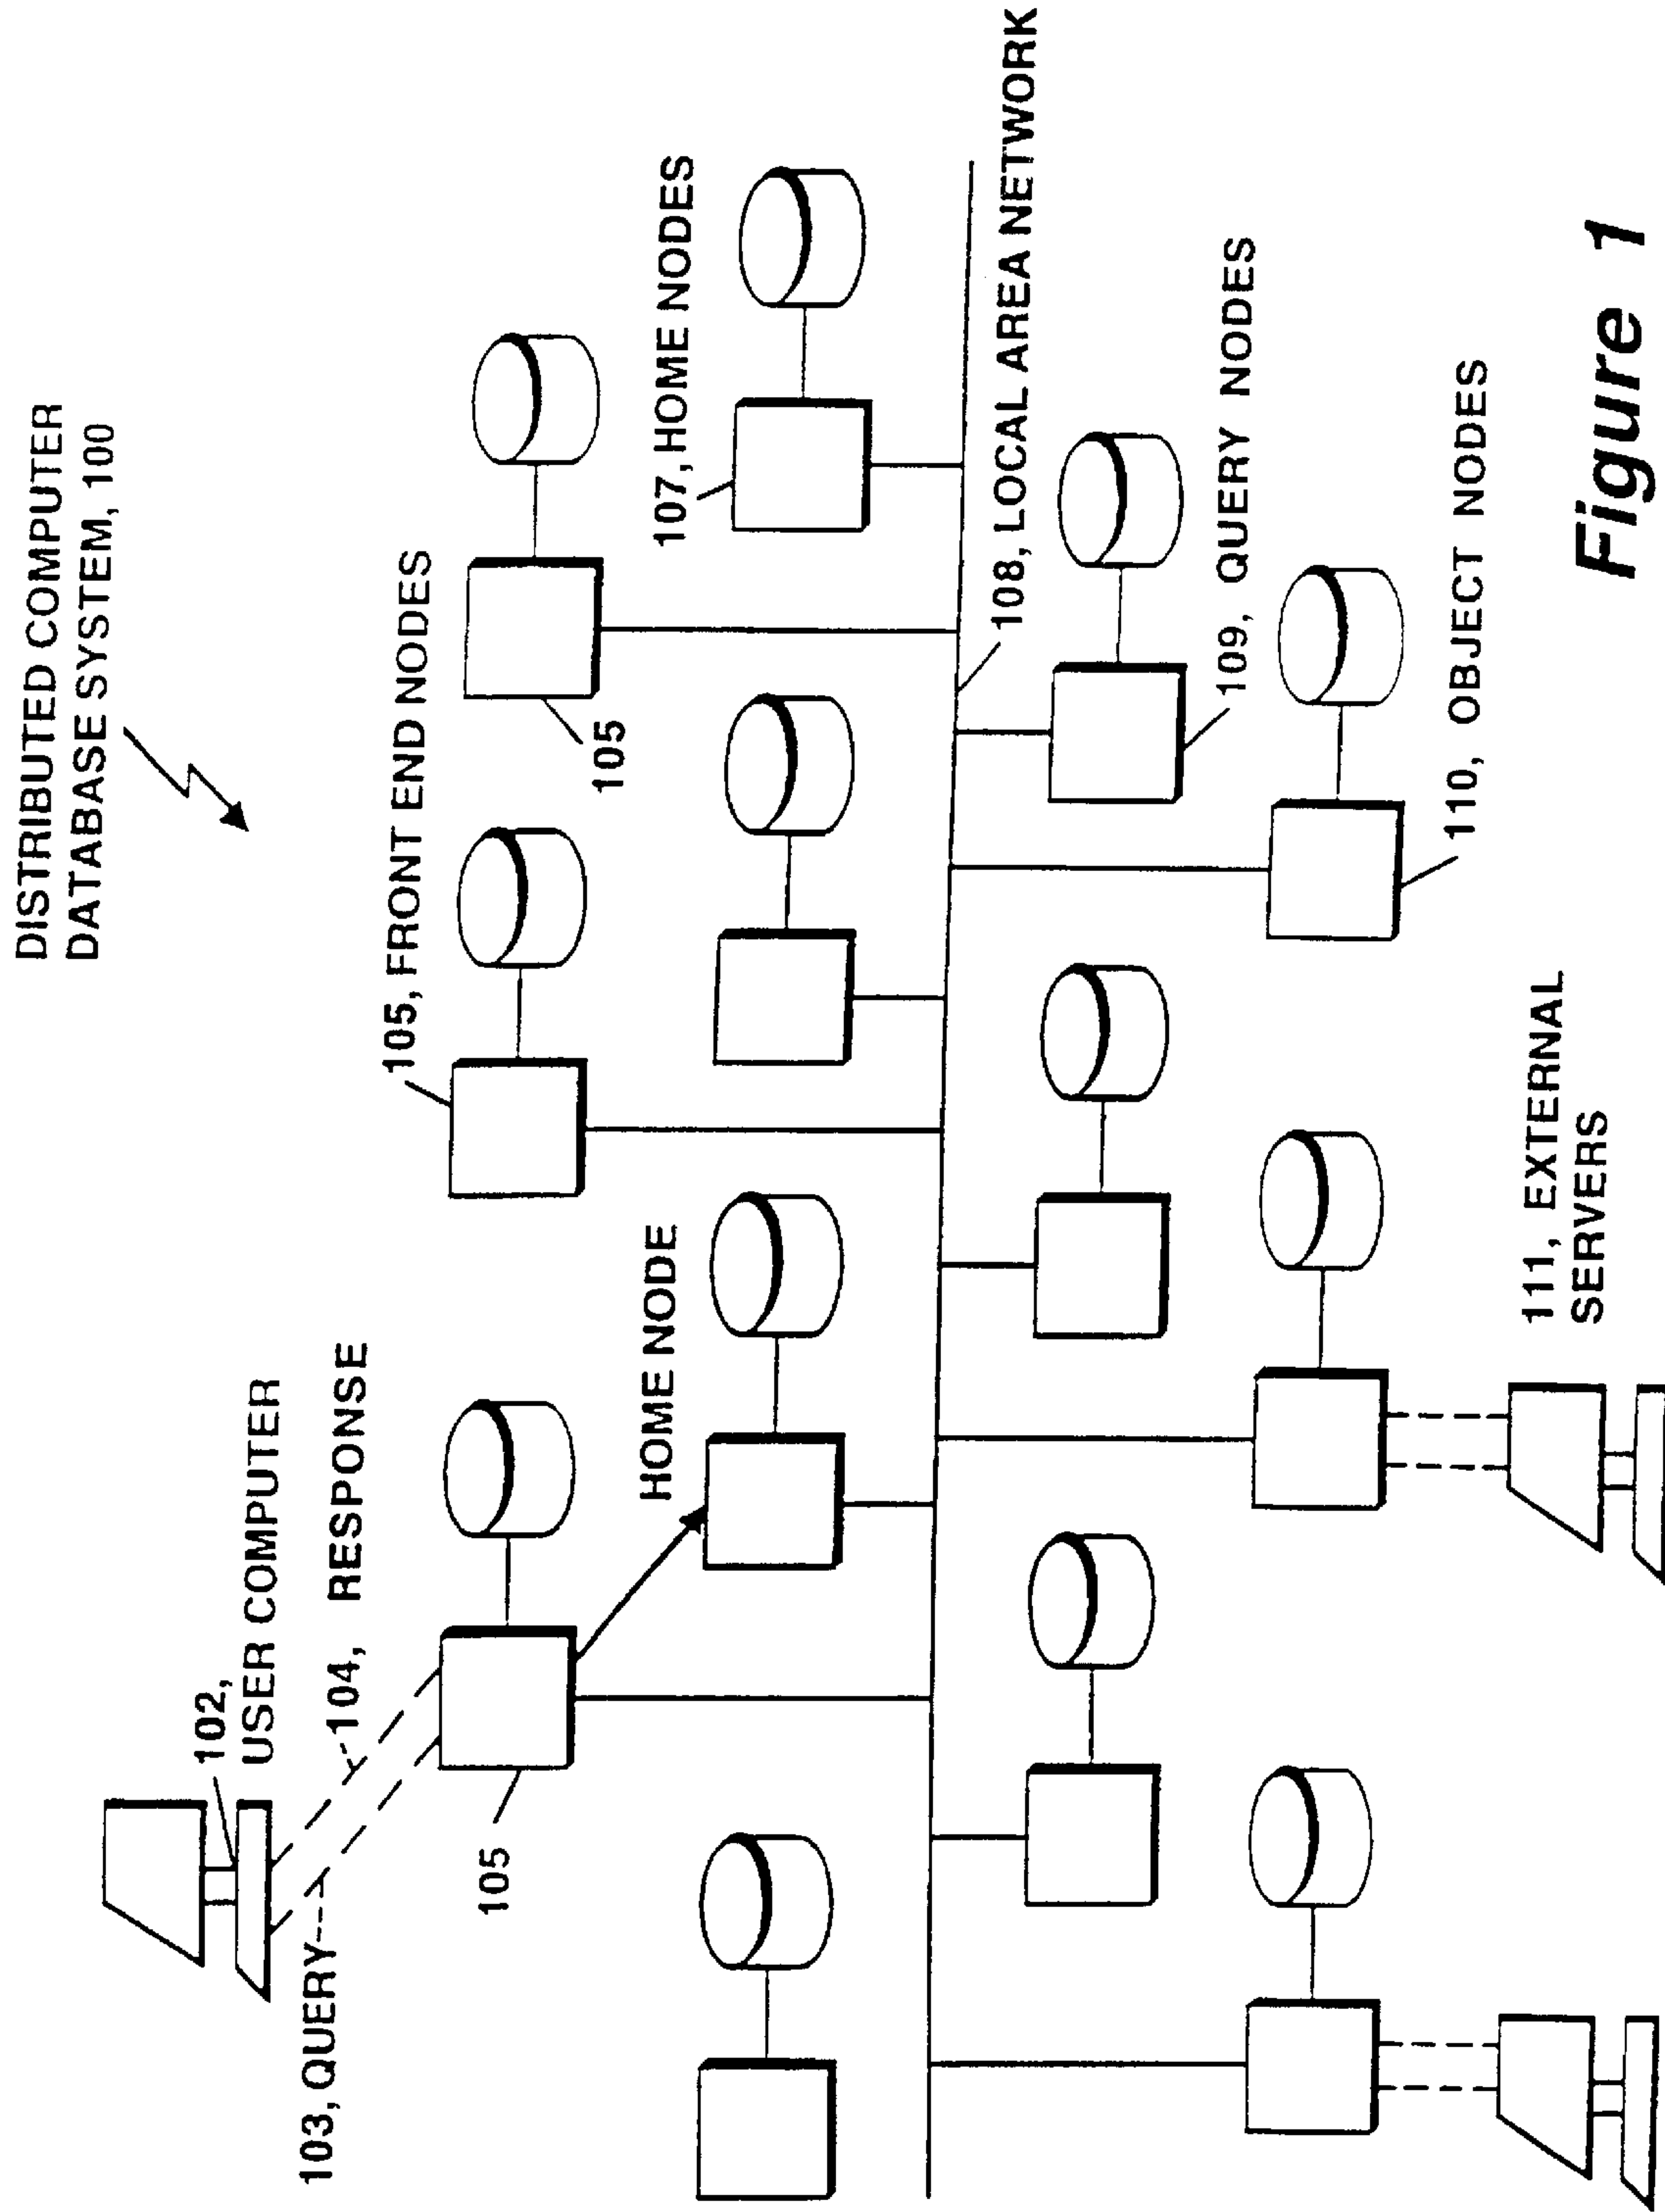 DISTRIBUTED COMPUTER
DATABASE SYSTEM, 100
102,
USER COMPUTER
103, QUERY
104, RESPONSE
105, FRONT END NODES
105
105
HOME NODE
107, HOME NODES
108, LOCAL AREA NETWORK
109, QUERY NODES
110, OBJECT NODES
111, EXTERNAL
SERVERS
Figure 1